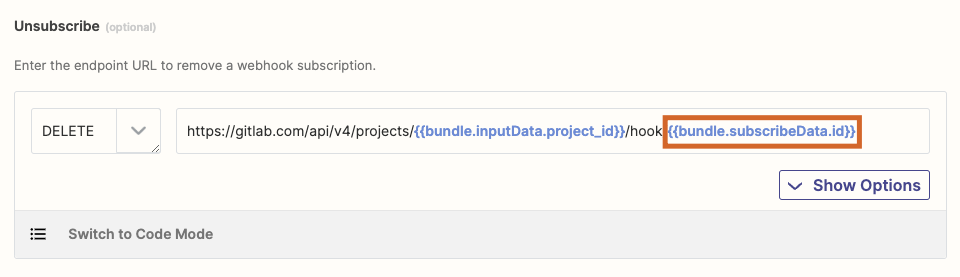 Unsubscribe (optional)
Enter the endpoint URL to remove a webhook subscription.
DELETE
https://gitlab.com/api/v4/projects/{{bundle.inputData.project_id}}/hook{{bundle.subscribeData.id}}
Show Options
Switch to Code Mode